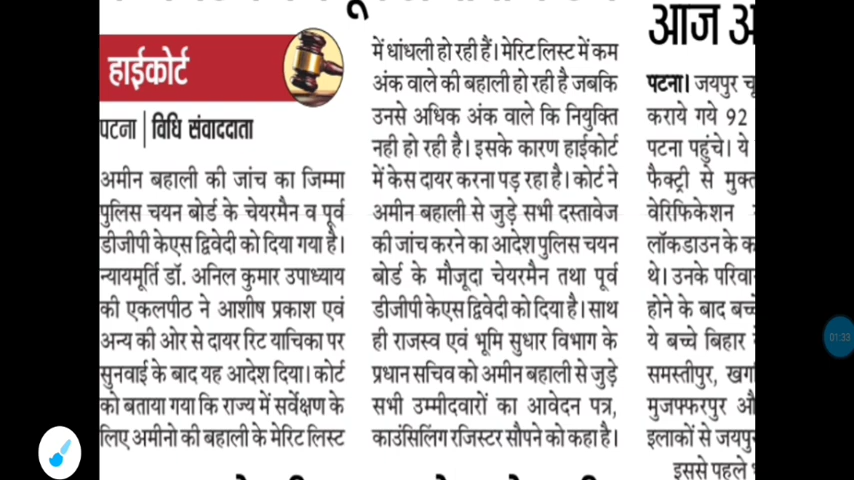 हाईकोर्ट
पटना | विधि संवाददाता
अमीन बहाली की जांच का जिम्मा
पुलिस चयन बोर्ड के चेयरमैन व पूर्व
डीजीपी केएस द्विवेदी को दिया गया है।
न्यायमूर्ति डॉ. अनिल कुमार उपाध्याय
की एकलपीठ ने आशीष प्रकाश एवं
अन्य की ओर से दायर रिट याचिका पर
सुनवाई के बाद यह आदेश दिया। कोर्ट
को बताया गया कि राज्य में सर्वेक्षण के
लिए अमीनो की बहाली के मेरिट लिस्ट
में धांधली हो रही हैं। मेरिट लिस्ट में कम
अंक वाले की बहाली हो रही है जबकि
उनसे अधिक अंक वाले कि नियुक्ति
नही हो रही है। इसके कारण हाईकोर्ट
में केस दायर करना पड़ रहा है। कोर्ट ने
अमीन बहाली से जुड़े सभी दस्तावेज
की जांच करने का आदेश पुलिस चयन
बोर्ड के मौजूदा चेयरमैन तथा पूर्व
डीजीपी केएस द्विवेदी को दिया है। साथ
ही राजस्व एवं भूमि सुधार विभाग के
प्रधान सचिव को अमीन बहाली से जुड़े
सभी उम्मीदवारों का आवेदन पत्र,
काउंसिलिंग रजिस्टर सौपने को कहा है।
आज
पटना। जयपुर
कराये गये 92
पटना पहुंचे। ये
फैक्ट्री से
वेरिफिकेशन
लॉकडाउन के
थे। उनके
होने के बाद
ये बच्चे बिहार
समस्तीपुर,
मुजफ्फरपुर
इलाकों से
इससे पहले
01:33